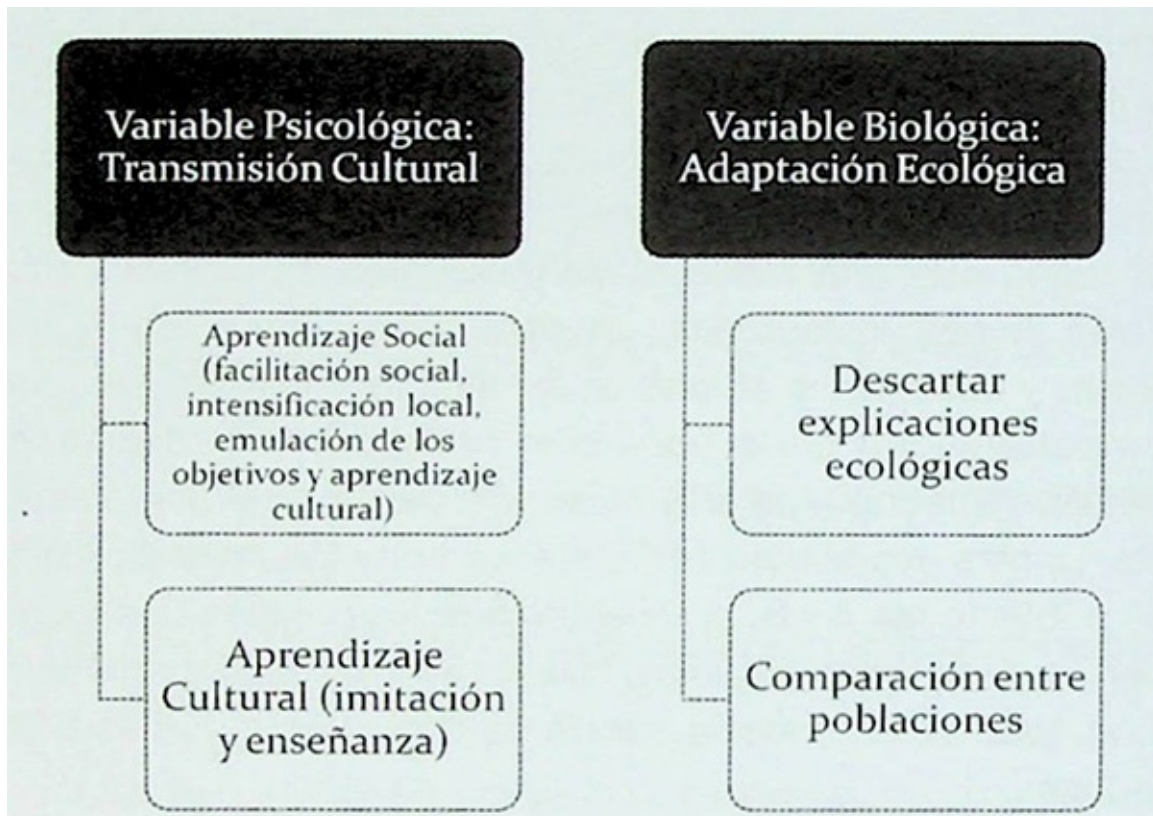 Variable Psicológica:
Transmisión Cultural
Aprendizaje Social
(facilitación social,
intensificación local,
emulación de los
objetivos y aprendizaje
cultural)
Aprendizaje
Cultural (imitación
y enseñanza)
Variable Biológica:
Adaptación Ecológica
Descartar
explicaciones
ecológicas
Comparación entre
poblaciones